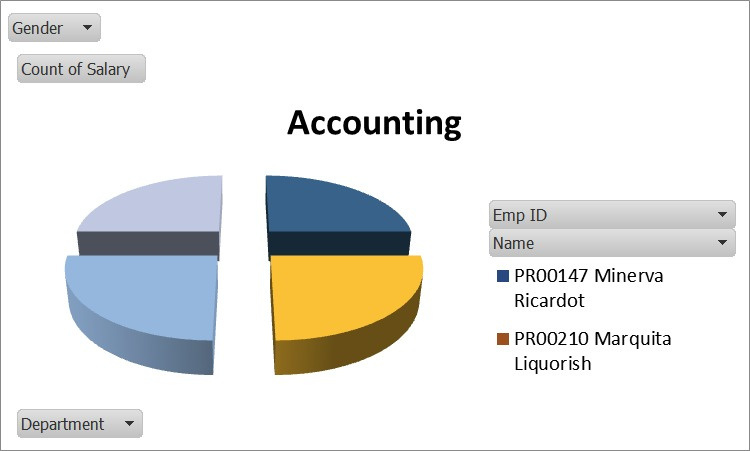 Gender
Count of Salary
Accounting
Emp ID
Name
PR00147 Minerva
Ricardot
PR00210 Marquita
Liquorish
Department